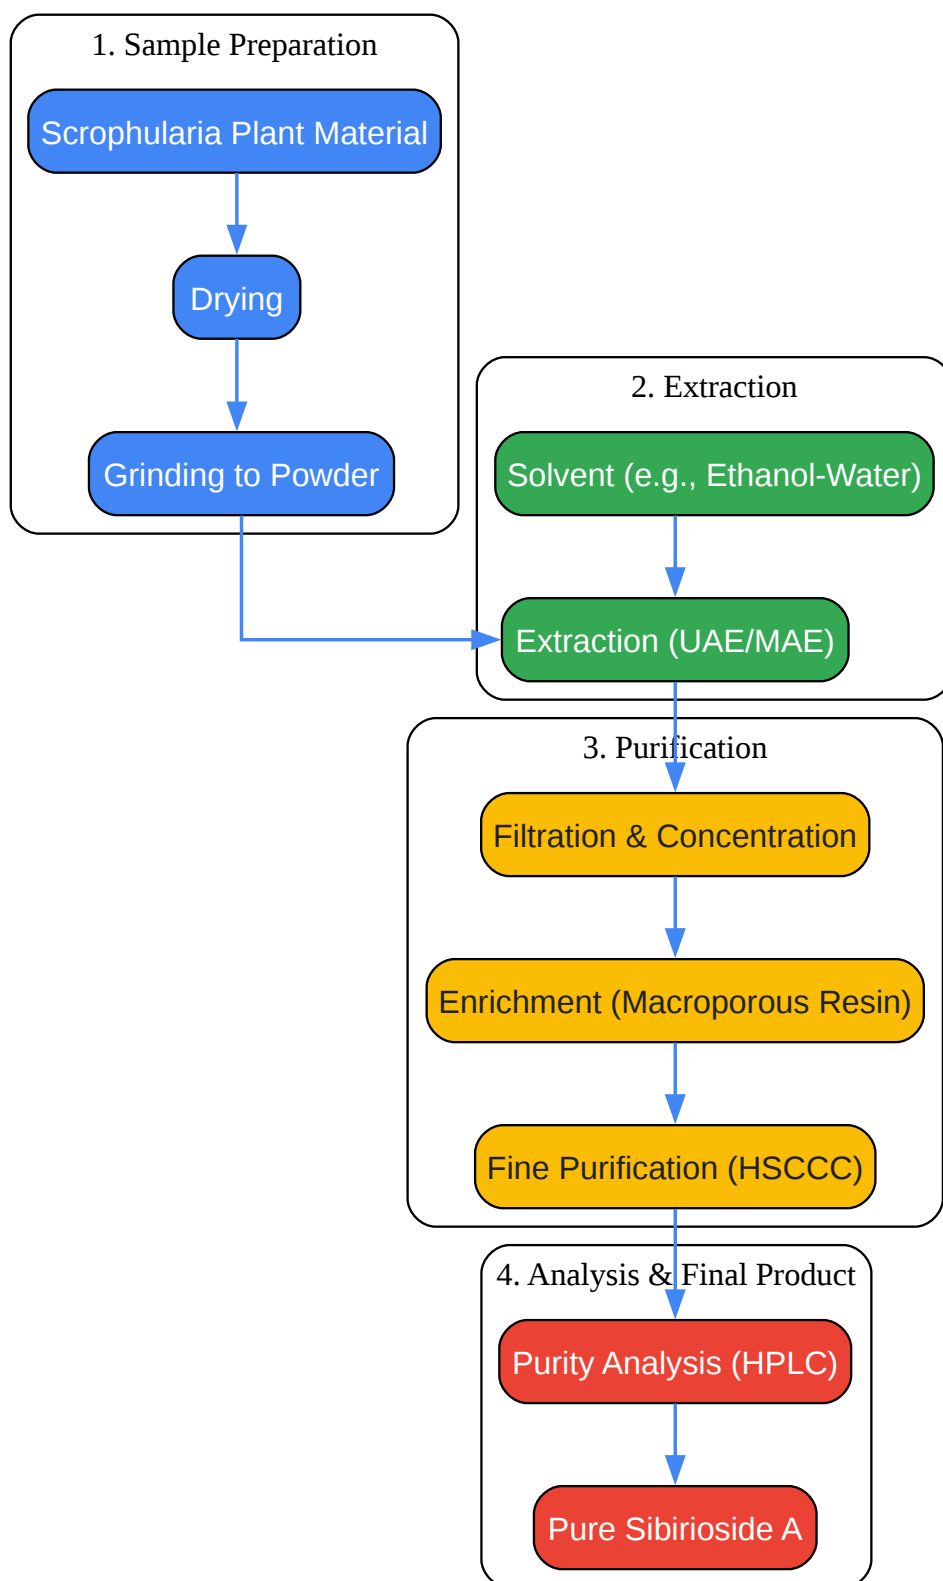 1. Sample Preparation
Scrophularia Plant Material
Drying
Grinding to Powder
2. Extraction
Solvent (e.g., Ethanol-Water)
Extraction (UAE/MAE)
3. Purification
Filtration & Concentration
Enrichment (Macroporous Resin)
Fine Purification (HSCCC)
4. Analysis & Final Product
Purity Analysis (HPLC)
Pure Sibirioside A